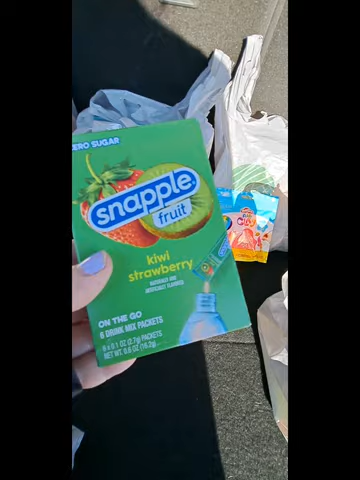 ZERO SUGAR
snapple
fruit
kiwi
strawberry
NATURALLY AND
ARTIFICIALLY FLAVORED
ON THE GO
6 DRINK MIX PACKETS
6 x 0.1 OZ (2.7g) PACKETS
NET WT. 0.6 OZ (16.2g)